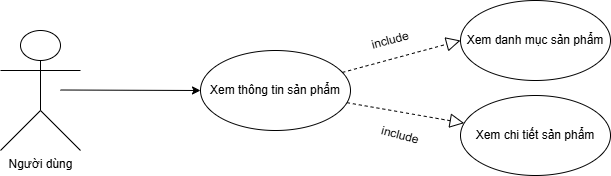 include
Xem danh mục sản phẩm
Xem thông tin sản phẩm
include
Xem chi tiết sản phẩm
Người dùng